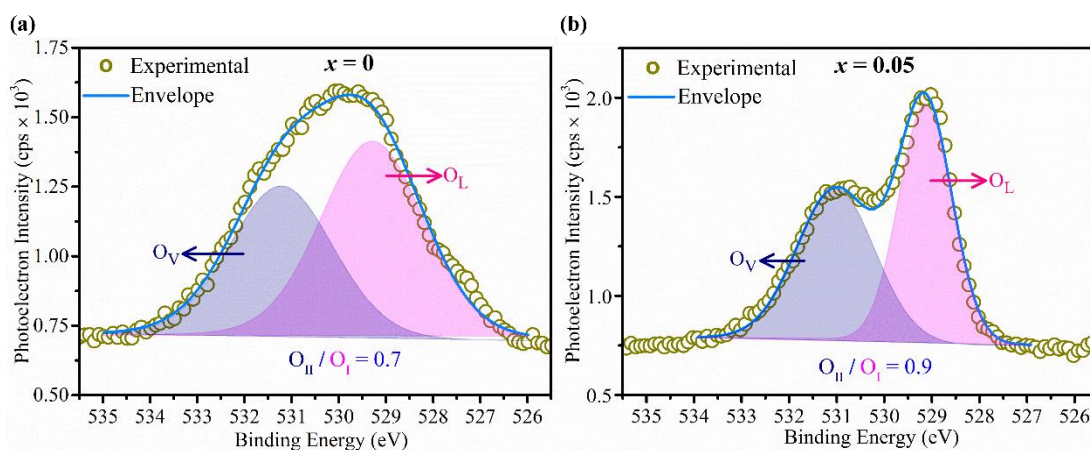 (a)
x = 0
Experimental
Envelope
O_L
O_V
O_II / O_I = 0.7
1.75
1.50
1.25
1.00
0.75
0.50
Photoelectron Intensity (cps × 10³)
535 534 533 532 531 530 529 528 527 526
Binding Energy (eV)
(b)
x = 0.05
Experimental
Envelope
O_L
O_V
O_II / O_I = 0.9
2.0
1.5
1.0
0.5
Photoelectron Intensity (cps × 10³)
535 534 533 532 531 530 529 528 527 526
Binding Energy (eV)